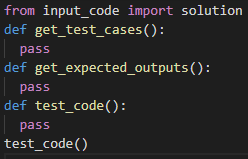 from input_code import solution
def get_test_cases():
  pass
def get_expected_outputs():
  pass
def test_code():
  pass
test_code()